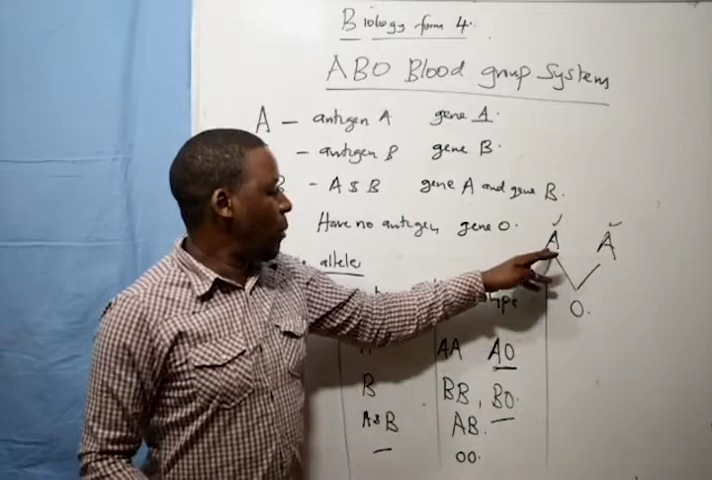 Biology form 4.
ABO Blood group System
A – antigen A gene A.
– antigen B gene B.
B – A & B gene A and gene B.
Have no antigen, gene O.
allele
A A
O.
A AA AO
B BB, BO
A&B AB.
OO.